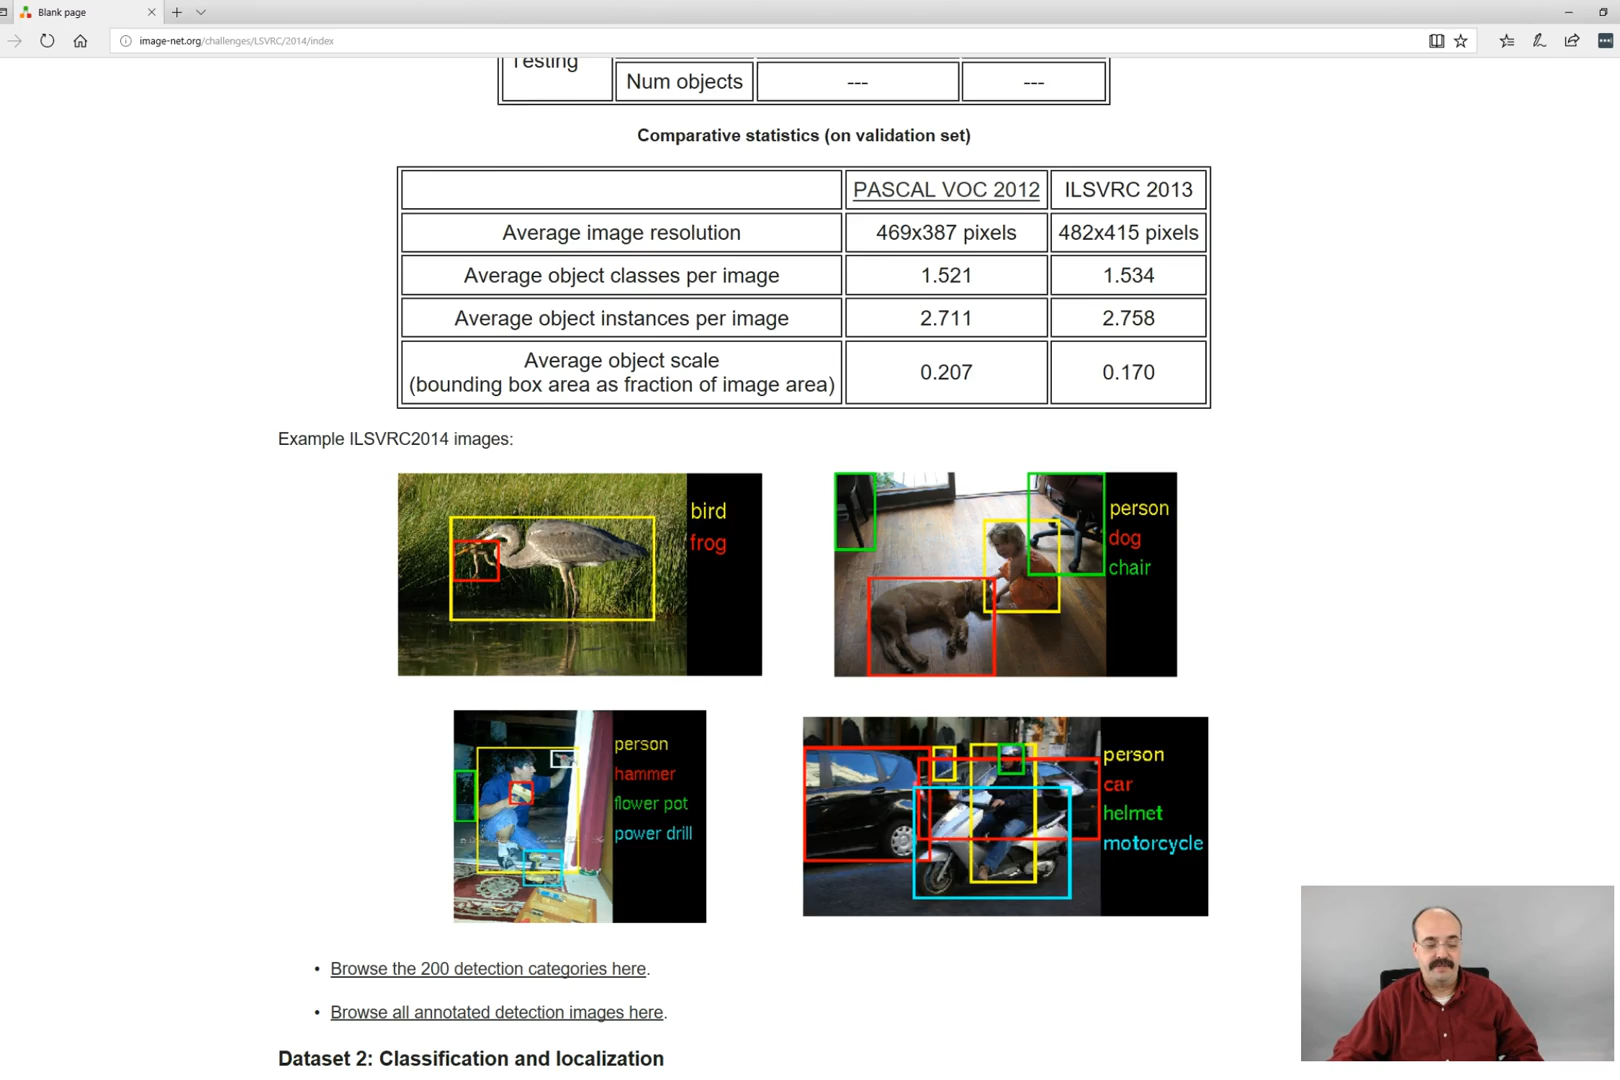 Blank page
image-net.org/challenges/LSVRC/2014/index
Testing
Num objects --- ---
Comparative statistics (on validation set)
PASCAL VOC 2012 ILSVRC 2013
Average image resolution 469x387 pixels 482x415 pixels
Average object classes per image 1.521 1.534
Average object instances per image 2.711 2.758
Average object scale
(bounding box area as fraction of image area) 0.207 0.170
Example ILSVRC2014 images:
bird
frog
person
dog
chair
person
hammer
flower pot
power drill
person
car
helmet
motorcycle
• Browse the 200 detection categories here.
• Browse all annotated detection images here.
Dataset 2: Classification and localization